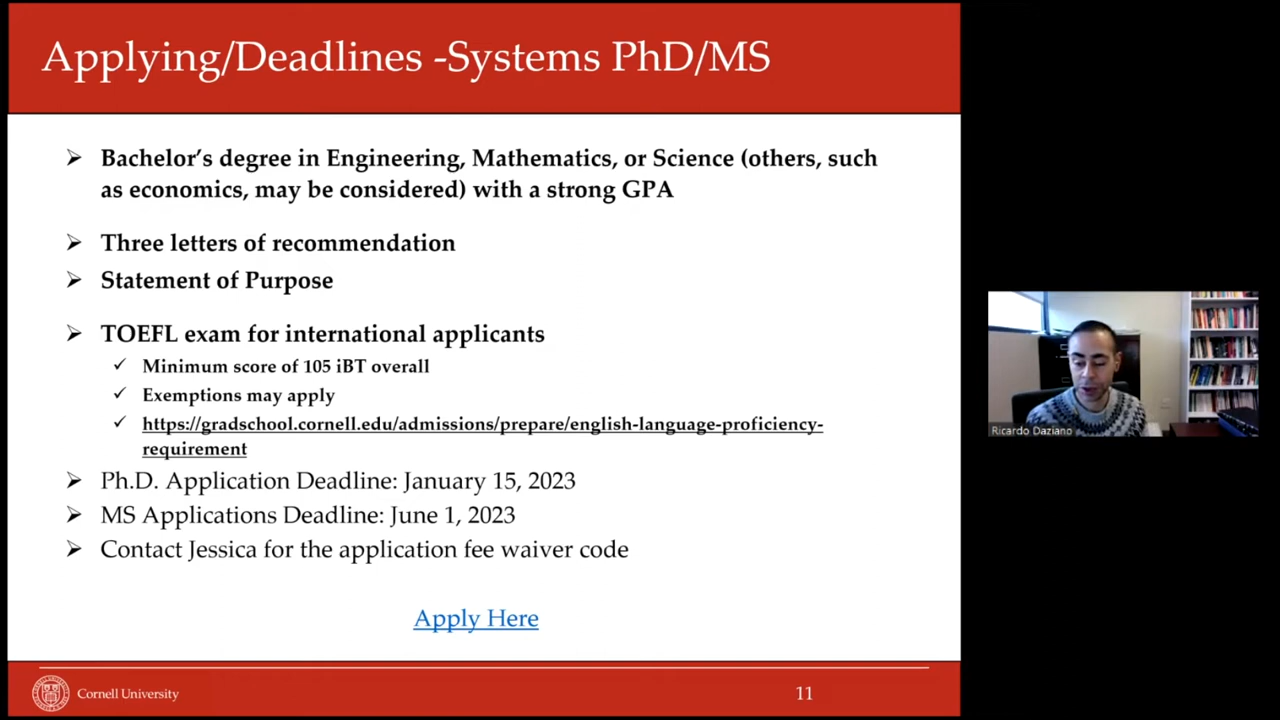 Applying/Deadlines -Systems PhD/MS
➢ Bachelor's degree in Engineering, Mathematics, or Science (others, such
as economics, may be considered) with a strong GPA
➢ Three letters of recommendation
➢ Statement of Purpose
➢ TOEFL exam for international applicants
✓ Minimum score of 105 iBT overall
✓ Exemptions may apply
✓ https://gradschool.cornell.edu/admissions/prepare/english-language-proficiency-
requirement
➢ Ph.D. Application Deadline: January 15, 2023
➢ MS Applications Deadline: June 1, 2023
➢ Contact Jessica for the application fee waiver code
Apply Here
Cornell University
11
Ricardo Daziano